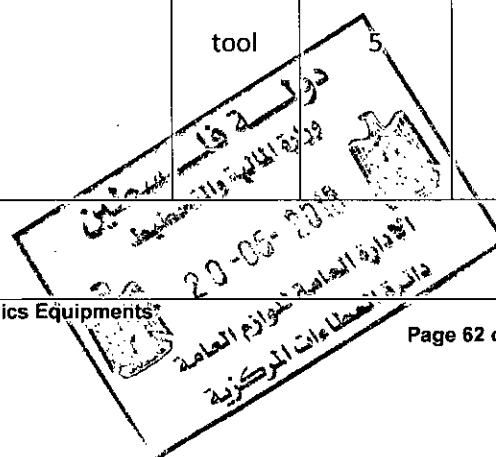 tool 5
دولة فلسطين
وزارة المالية والتخطيط
20-05-2018
الإدارة العامة للوازم العامة
دائرة العطاءات المركزية
ics Equipments"
Page 62 o